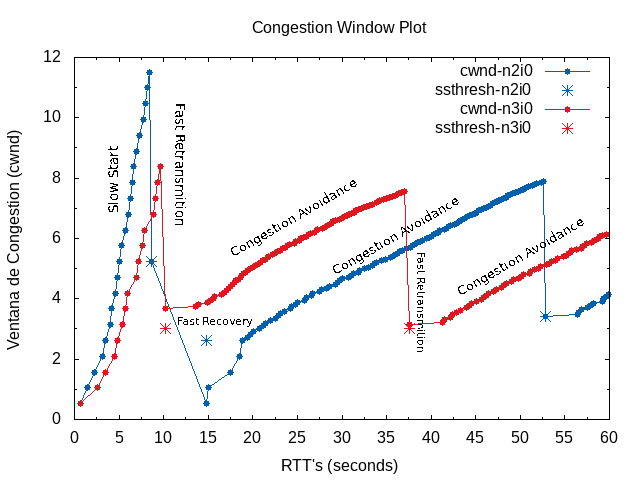 Congestion Window Plot
cwnd-n2i0
ssthresh-n2i0
cwnd-n3i0
ssthresh-n3i0
Ventana de Congestion (cwnd)
12
10
8
6
4
2
0
Slow Start
Fast Retransmition
Congestion Avoidance
Fast Recovery
Congestion Avoidance
Fast Retransmition
Congestion Avoidance
0 5 10 15 20 25 30 35 40 45 50 55 60
RTT's (seconds)